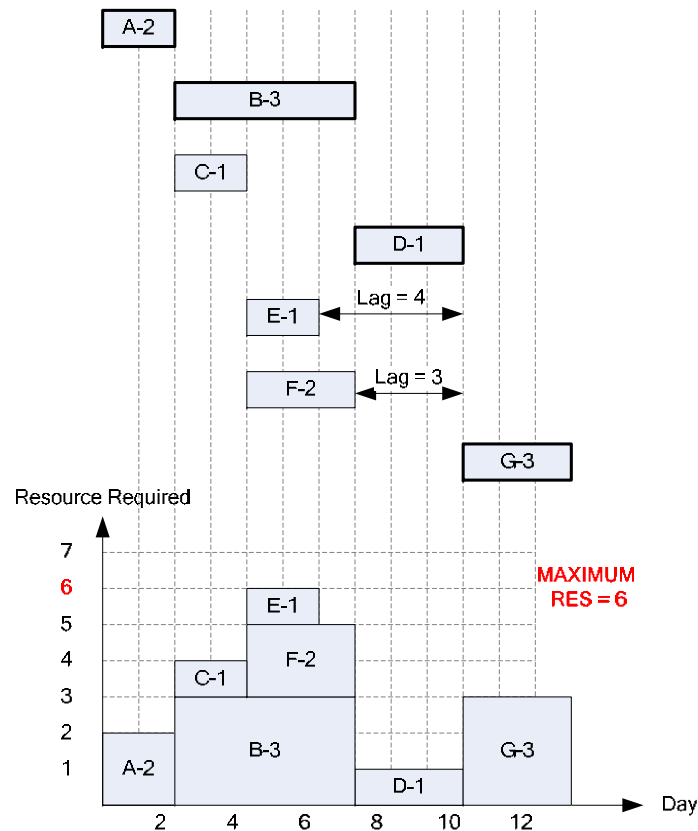 A-2
B-3
C-1
D-1
Lag = 4
E-1
Lag = 3
F-2
G-3
Resource Required
7
6
MAXIMUM
RES = 6
E-1
5
F-2
4
C-1
3
2
B-3
G-3
A-2
1
D-1
Day
2 4 6 8 10 12